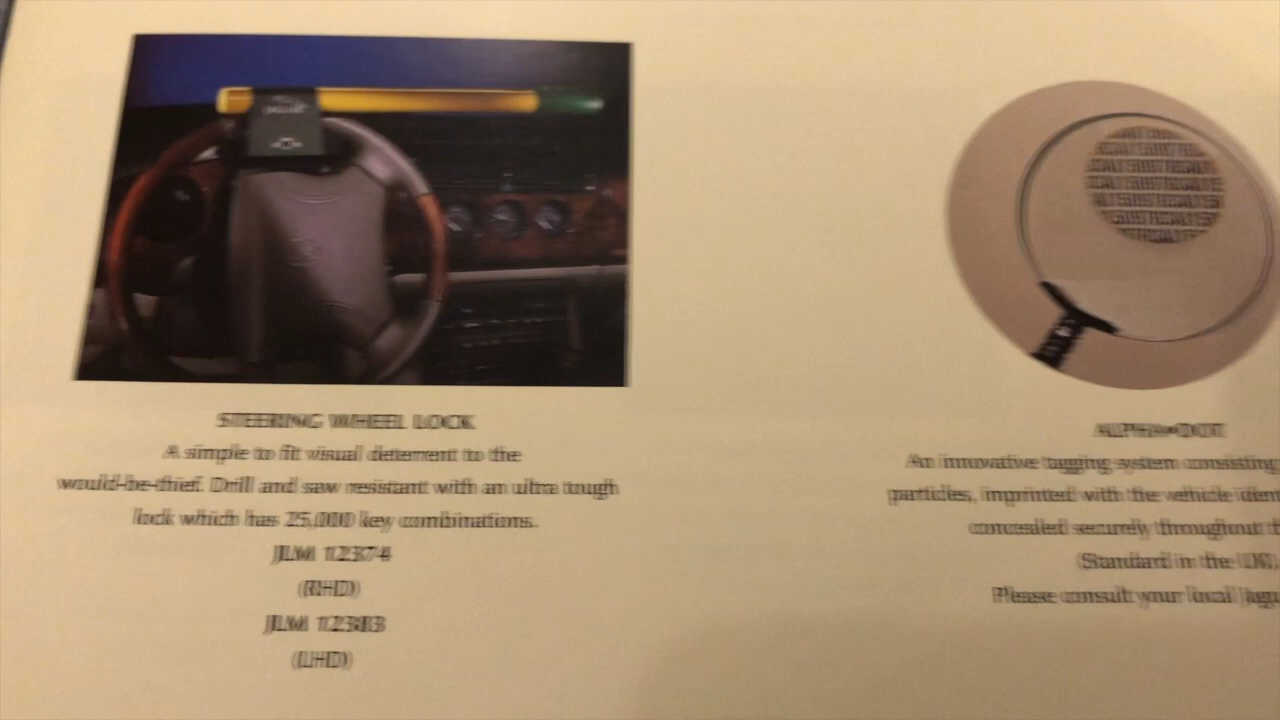 JAGUAR
STEERING WHEEL LOCK
A simple to fit visual deterrent to the
would-be-thief. Drill and saw resistant with an ultra tough
lock which has 25,000 key combinations.
JLM 12374
(RHD)
JLM 12383
(LHD)
ALPHA•DOT
An innovative tagging system consisting
particles, imprinted with the vehicle
concealed securely throughout
(Standard in the UK)
Please consult your local